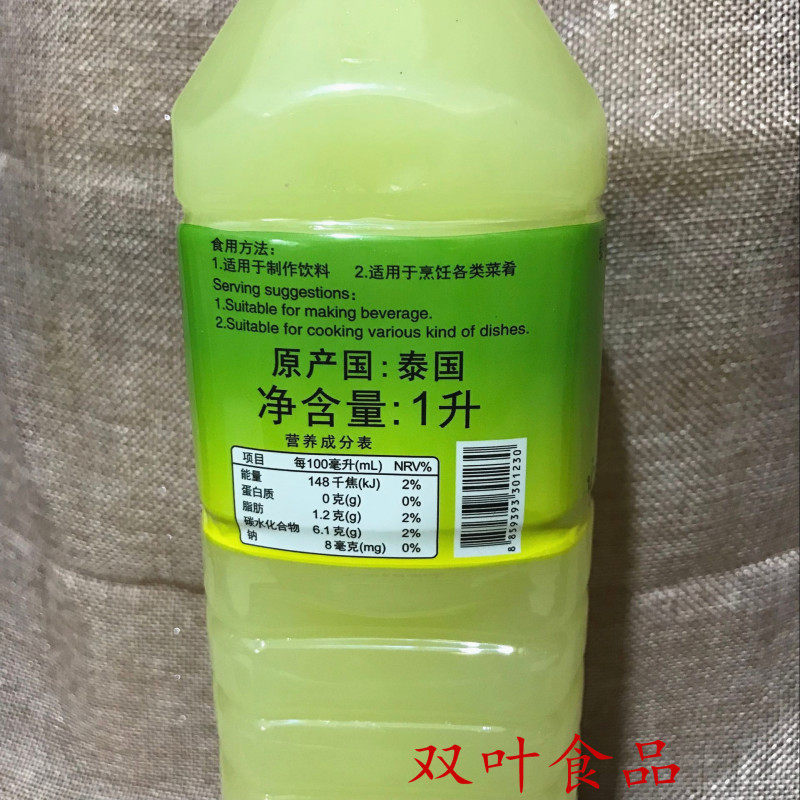 食用方法:
1.适用于制作饮料 2.适用于烹饪各类菜肴
Serving suggestions:
1.Suitable for making beverage.
2.Suitable for cooking various kind of dishes.
原产国:泰国
净含量:1升
营养成分表
项目 每100毫升(mL) NRV%
能量 148千焦(kJ) 2%
蛋白质 0克(g) 0%
脂肪 1.2克(g) 2%
碳水化合物 6.1克(g) 2%
钠 8毫克(mg) 0%
8 859393 301230
双叶食品